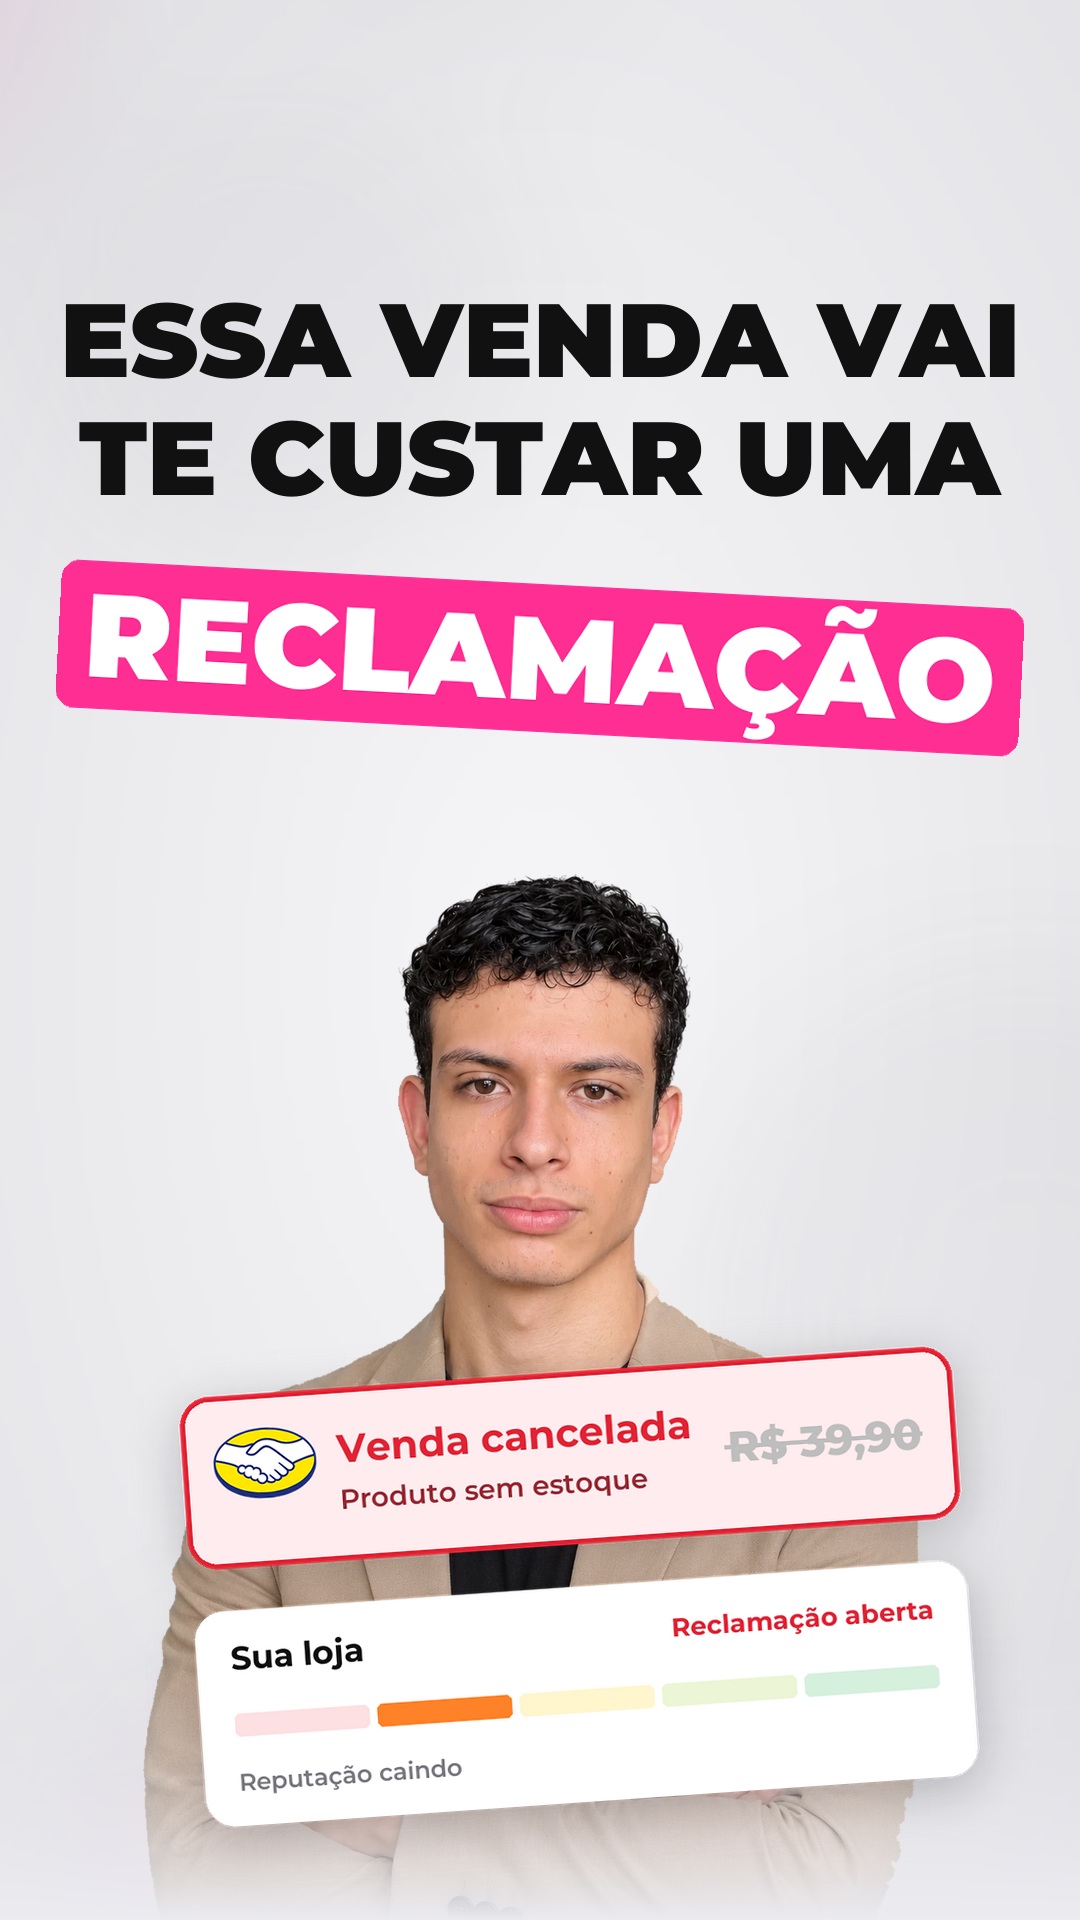 ESSA VENDA VAI
TE CUSTAR UMA
RECLAMAÇÃO
Venda cancelada
R$ 39,90
Produto sem estoque
Sua loja
Reclamação aberta
Reputação caindo